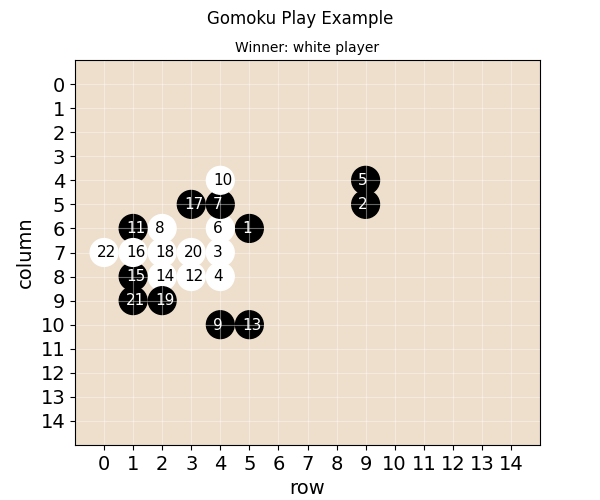 Gomoku Play Example
Winner: white player
0
1
2
3
4 10 5
5 17 7 2
6 11 8 6 1
7 22 16 18 20 3
8 15 14 12 4
9 21 19
10 9 13
11
12
13
14
column
0 1 2 3 4 5 6 7 8 9 10 11 12 13 14
row